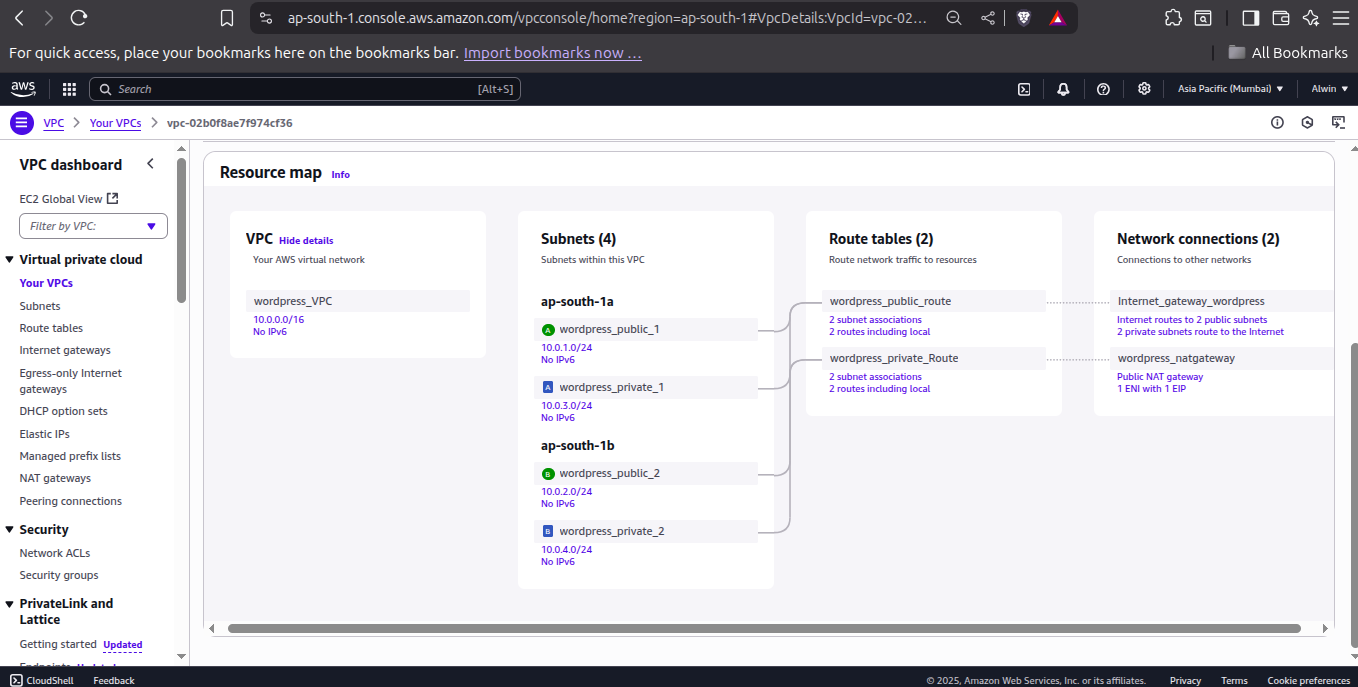 ap-south-1.console.aws.amazon.com/vpcconsole/home?region=ap-south-1#VpcDetails:VpcId=vpc-02...
For quick access, place your bookmarks here on the bookmarks bar. Import bookmarks now ...
All Bookmarks
aws
Search
[Alt+S]
Asia Pacific (Mumbai)
Alwin
VPC
Your VPCs
vpc-02b0f8ae7f974cf36
VPC dashboard
EC2 Global View
Filter by VPC:
Virtual private cloud
Your VPCs
Subnets
Route tables
Internet gateways
Egress-only Internet
gateways
DHCP option sets
Elastic IPs
Managed prefix lists
NAT gateways
Peering connections
Security
Network ACLs
Security groups
PrivateLink and
Lattice
Getting started Updated
Endpoints Updated
Resource map Info
VPC Hide details
Your AWS virtual network
wordpress_VPC
10.0.0.0/16
No IPv6
Subnets (4)
Subnets within this VPC
ap-south-1a
A wordpress_public_1
10.0.1.0/24
No IPv6
A wordpress_private_1
10.0.3.0/24
No IPv6
ap-south-1b
B wordpress_public_2
10.0.2.0/24
No IPv6
B wordpress_private_2
10.0.4.0/24
No IPv6
Route tables (2)
Route network traffic to resources
wordpress_public_route
2 subnet associations
2 routes including local
wordpress_private_Route
2 subnet associations
2 routes including local
Network connections (2)
Connections to other networks
Internet_gateway_wordpress
Internet routes to 2 public subnets
2 private subnets route to the Internet
wordpress_natgateway
Public NAT gateway
1 ENI with 1 EIP
CloudShell
Feedback
© 2025, Amazon Web Services, Inc. or its affiliates.
Privacy
Terms
Cookie preferences